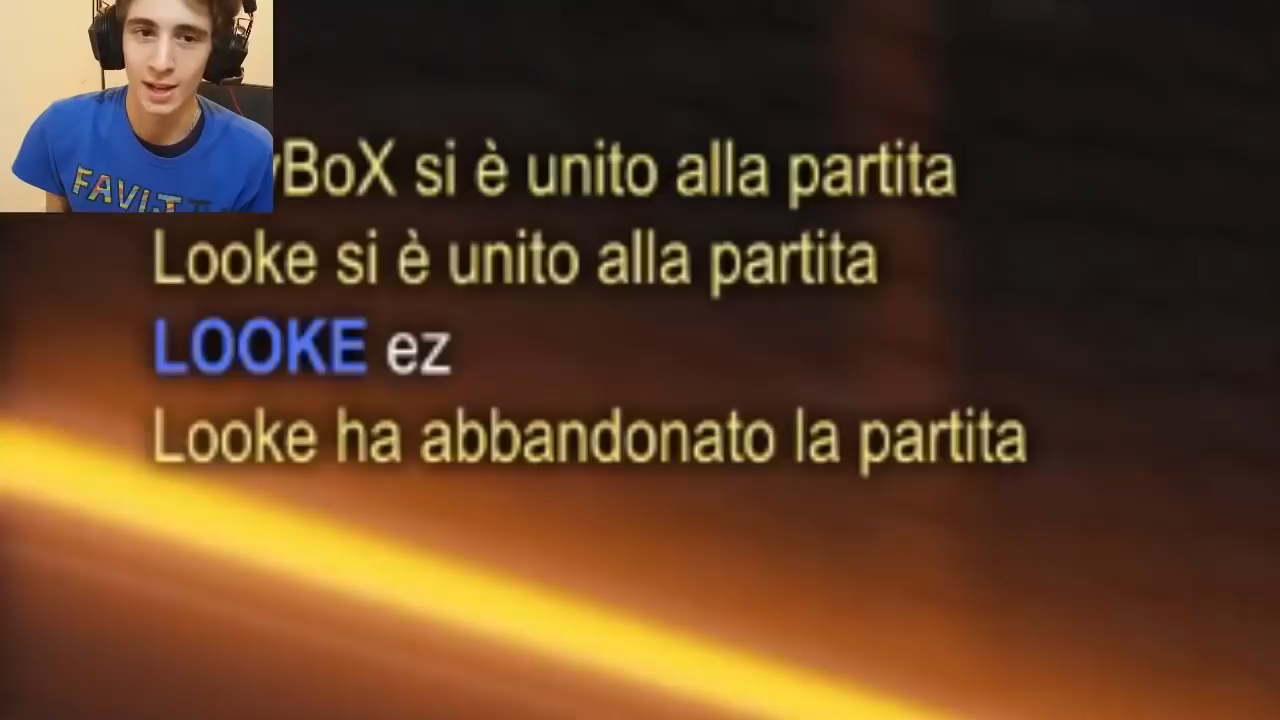 FAVIJ
BoX si è unito alla partita
Looke si è unito alla partita
LOOKE ez
Looke ha abbandonato la partita